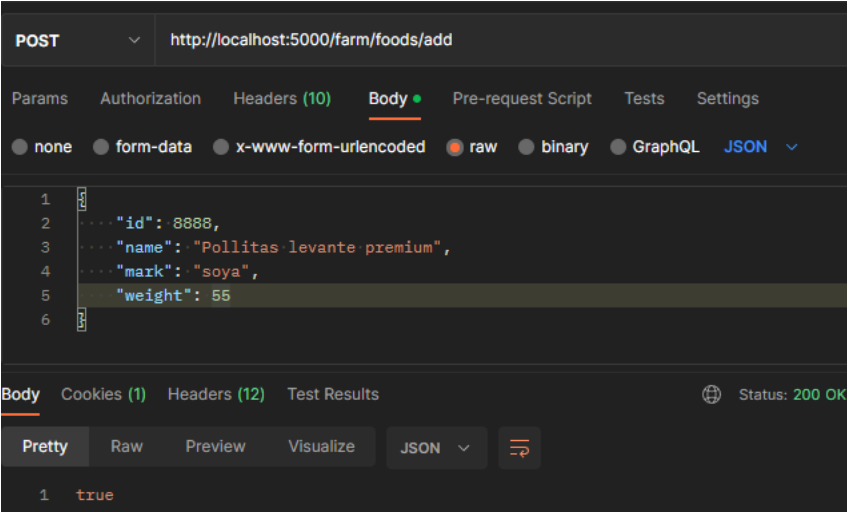 POST http://localhost:5000/farm/foods/add
Params Authorization Headers (10) Body Pre-request Script Tests Settings
none form-data x-www-form-urlencoded raw binary GraphQL JSON
1 {
2 "id": 8888,
3 "name": "Pollitas levante premium",
4 "mark": "soya",
5 "weight": 55
6 }
Body Cookies (1) Headers (12) Test Results Status: 200 OK
Pretty Raw Preview Visualize JSON
1 true